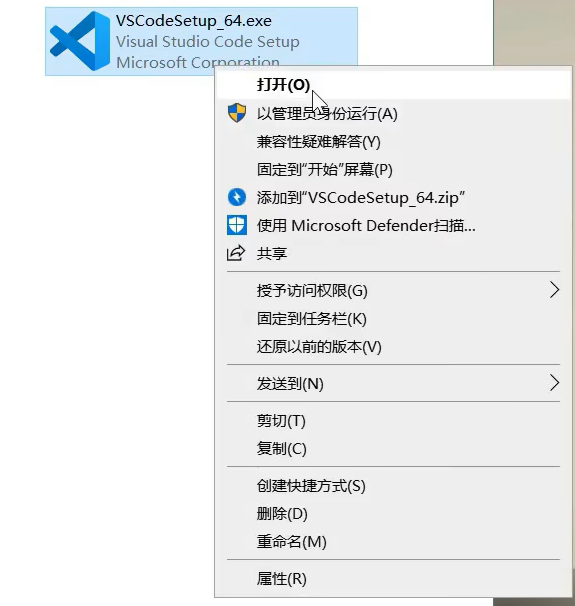 VSCodeSetup_64.exe
Visual Studio Code Setup
Microsoft Corporation
打开(O)
以管理员身份运行(A)
兼容性疑难解答(Y)
固定到“开始”屏幕(P)
添加到“VSCodeSetup_64.zip”
使用 Microsoft Defender扫描...
共享
授予访问权限(G)
固定到任务栏(K)
还原以前的版本(V)
发送到(N)
剪切(T)
复制(C)
创建快捷方式(S)
删除(D)
重命名(M)
属性(R)